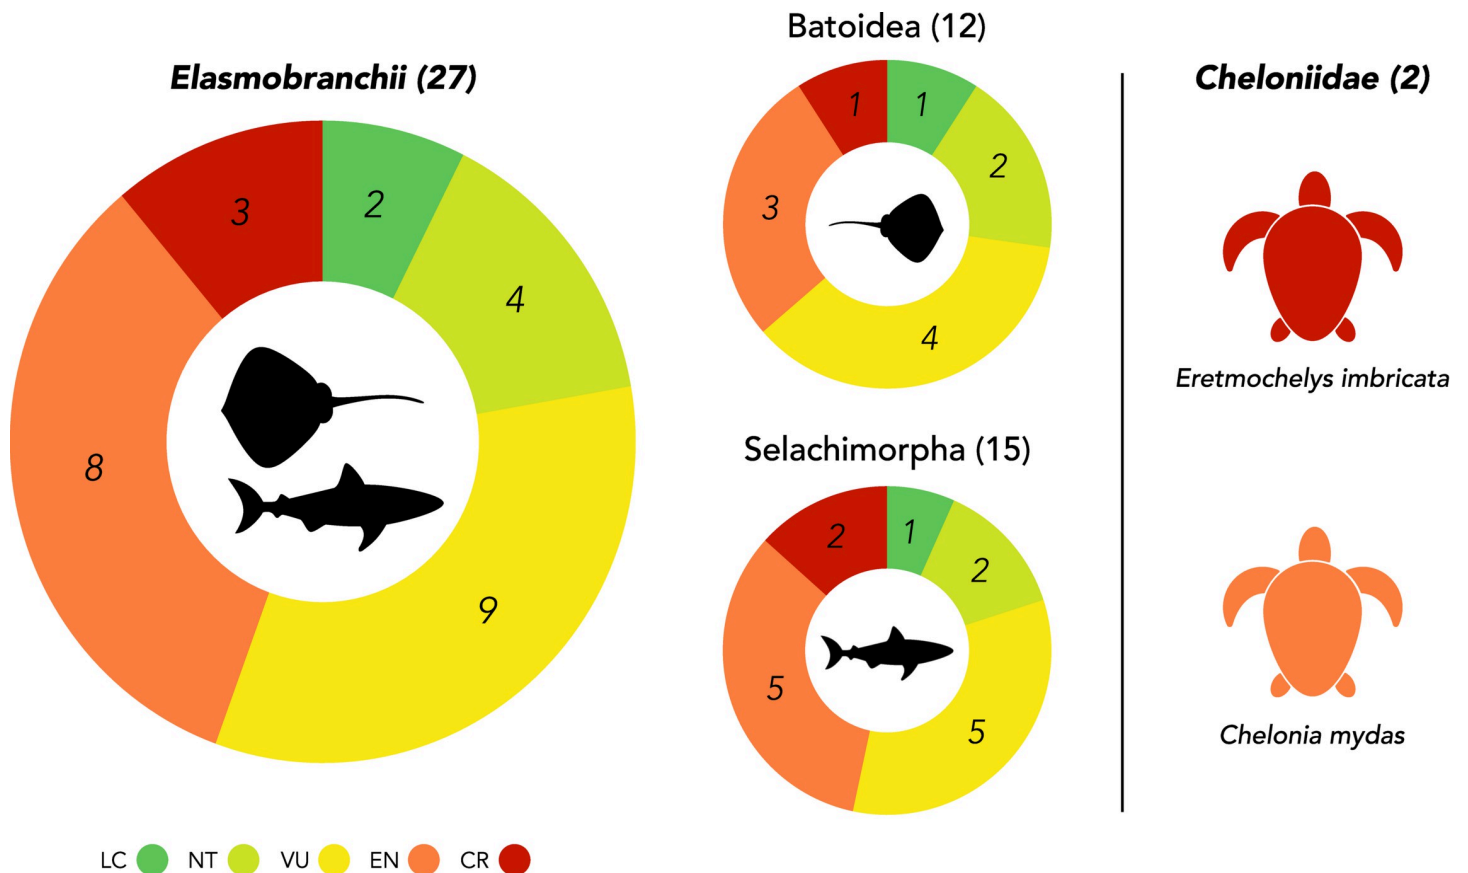 Elasmobranchii (27)
3
2
4
8
9
Batoidea (12)
1
1
2
3
4
Selachimorpha (15)
2
1
2
5
5
Cheloniidae (2)
Eretmochelys imbricata
Chelonia mydas
LC NT VU EN CR